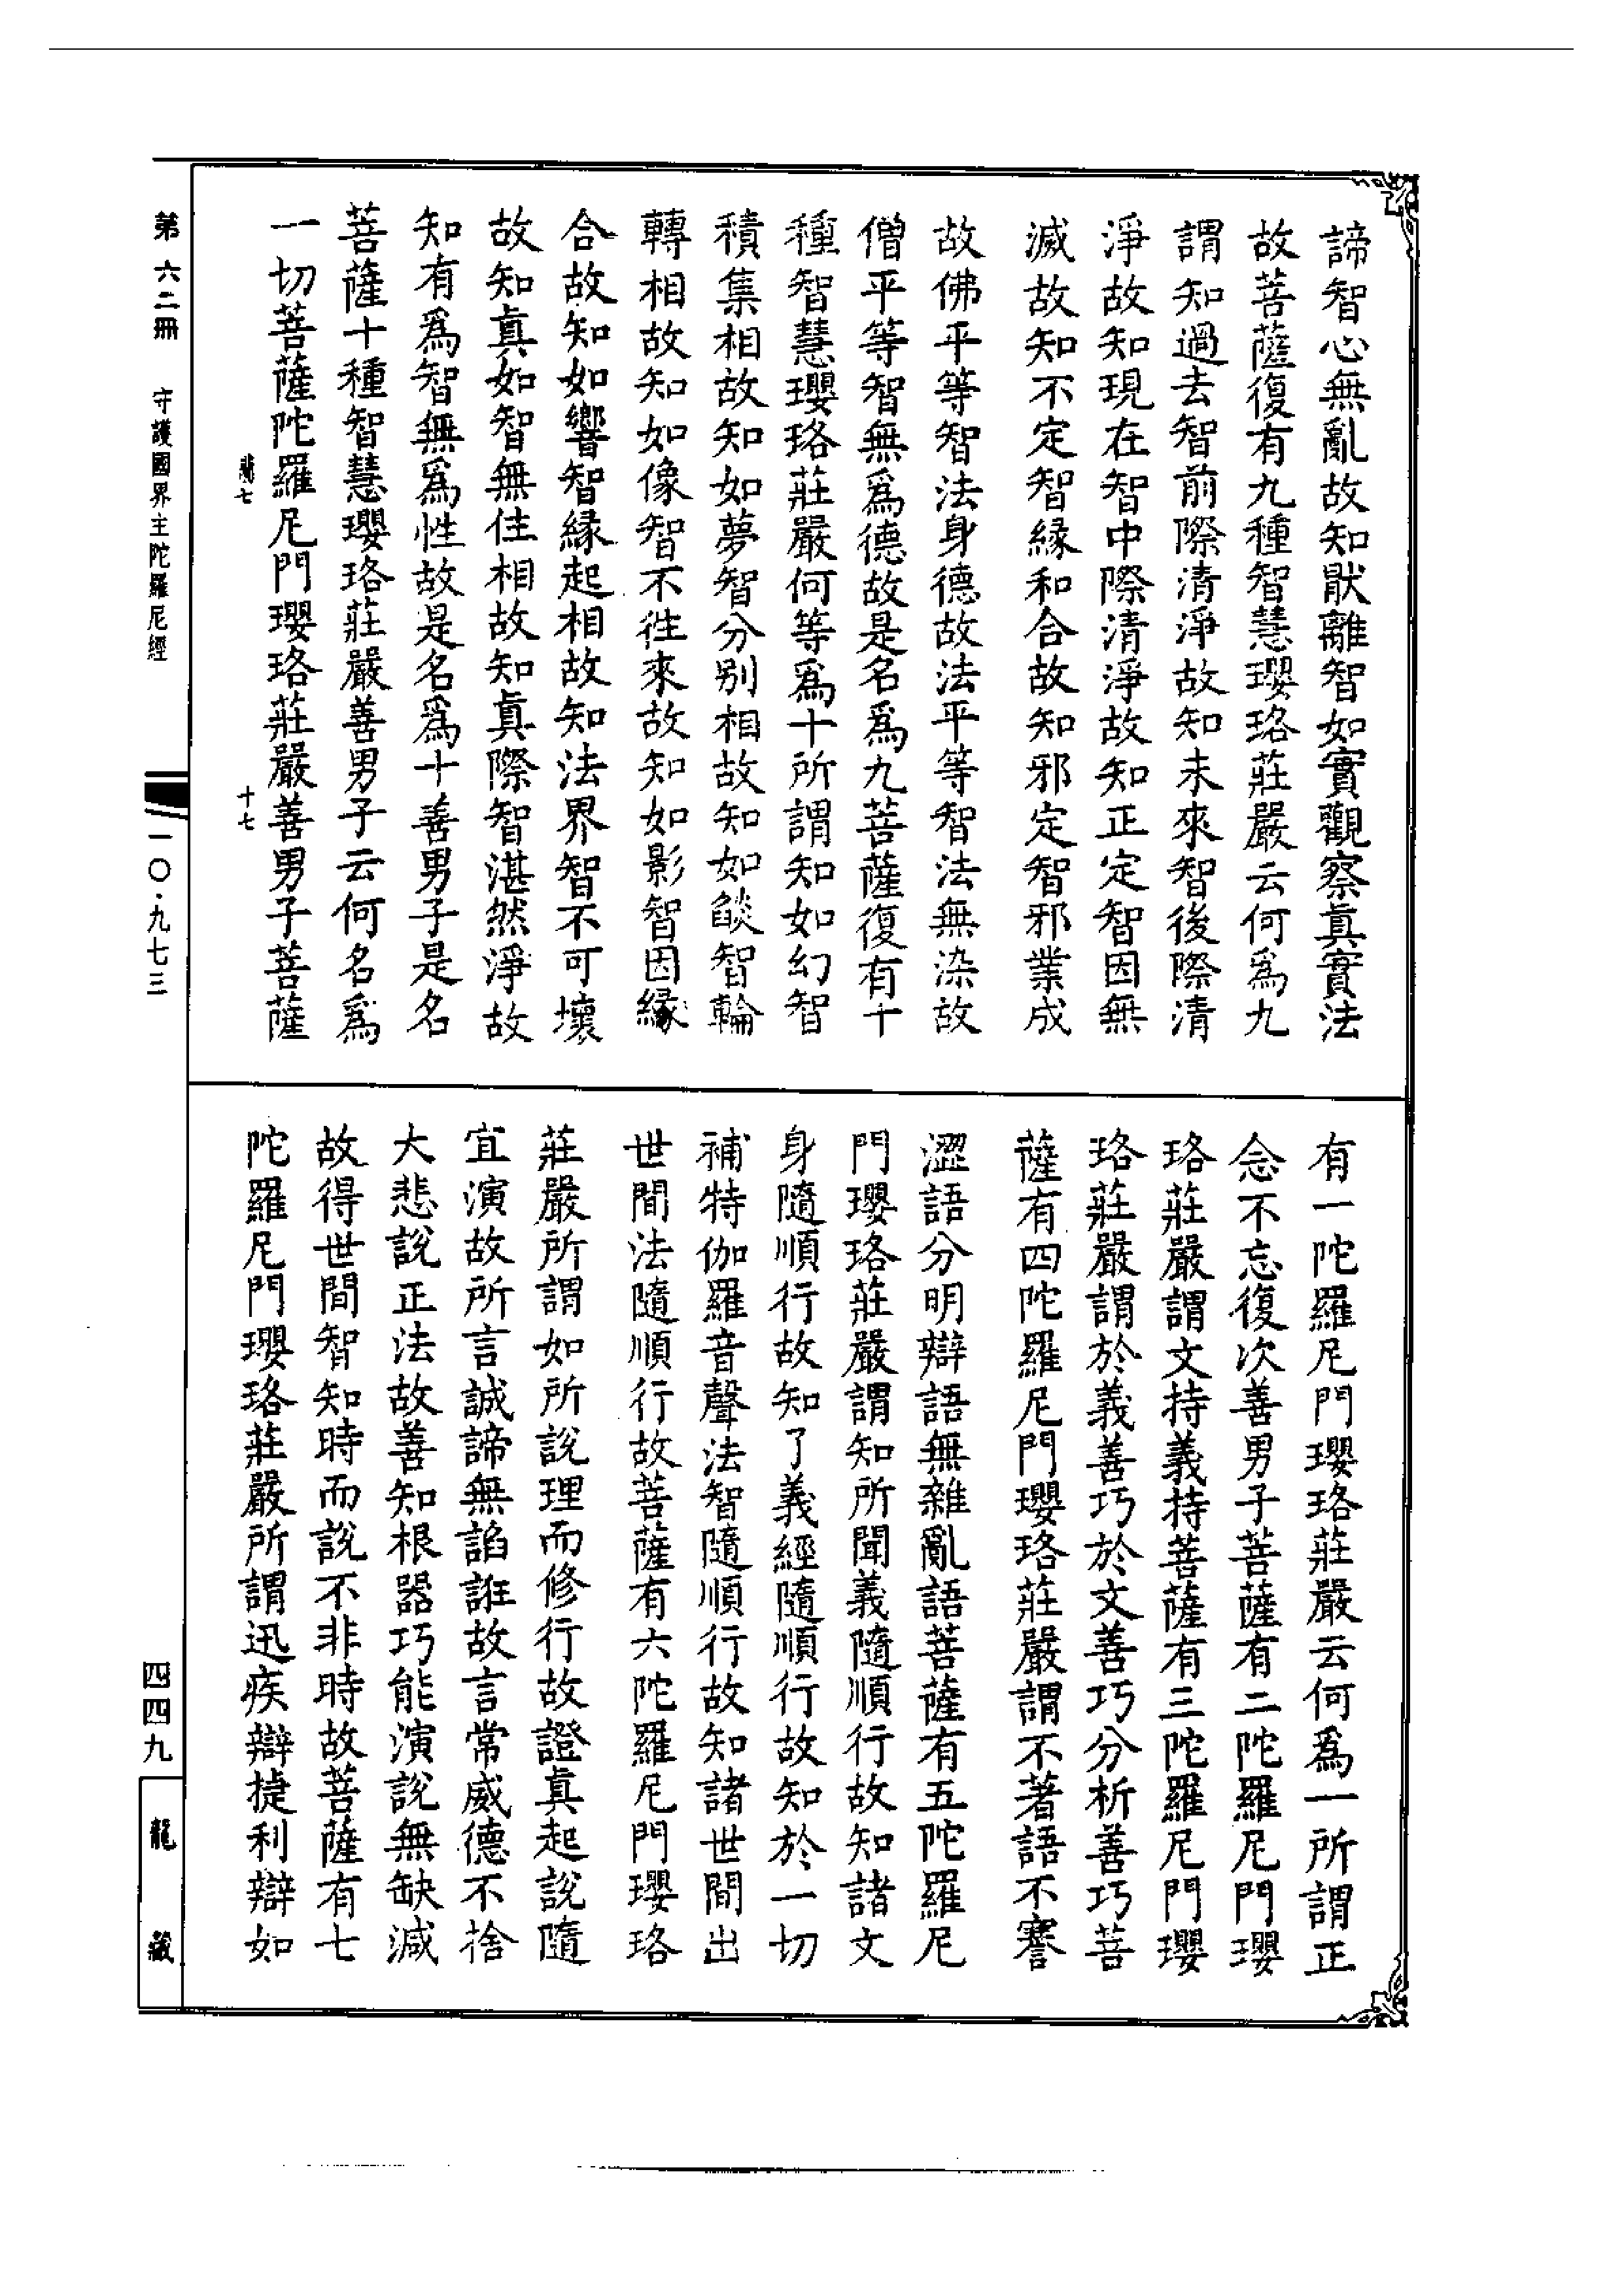 諦智心無亂故知猒離智如實觀察眞實法
故菩薩復有九種智慧瓔珞莊嚴云何爲九
謂知過去智前際清淨故知未來智後際清
淨故知現在智中際清淨故知正定智因無
滅故知不定智緣和合故知邪定智邪業成
故佛平等智法身德故法平等智法無染故
僧平等智無爲德故是名爲九菩薩復有十
種智慧瓔珞莊嚴何等爲十所謂知如幻智
積集相故知如夢智分别相故知如燄智輪
轉相故知如像智不徃來故知如影智因緣
合故知如響智緣起相故知法界智不可壞
故知眞如智無住相故知眞際智湛然淨故
知有爲智無爲性故是名爲十善男子是名
菩薩十種智慧瓔珞莊嚴善男子云何名爲
一切菩薩陀羅尼門瓔珞莊嚴善男子菩薩
有一陀羅尼門瓔珞莊嚴云何爲一所謂正
念不忘復次善男子菩薩有二陀羅尼門瓔
珞莊嚴謂文持義持菩薩有三陀羅尼門瓔
珞莊嚴謂於義善巧於文善巧分析善巧菩
薩有四陀羅尼門瓔珞莊嚴謂不著語不謇
澀語分明辯語無雜亂語菩薩有五陀羅尼
門瓔珞莊嚴謂知所聞義隨順行故知諸文
身隨順行故知了義經隨順行故知於一切
補特伽羅音聲法智隨順行故知諸世間出
世間法隨順行故菩薩有六陀羅尼門瓔珞
莊嚴所謂如所說理而修行故證真起說隨
宜演故所言誠諦無諂誑故言常威德不捨
大悲說正法故善知根器巧能演說無缺減
故得世間智知時而說不非時故菩薩有七
陀羅尼門瓔珞莊嚴所謂迅疾辯捷利辯如
十七
第六二冊　守護國界主陀羅尼經
一〇·九七三
四四九
龍藏